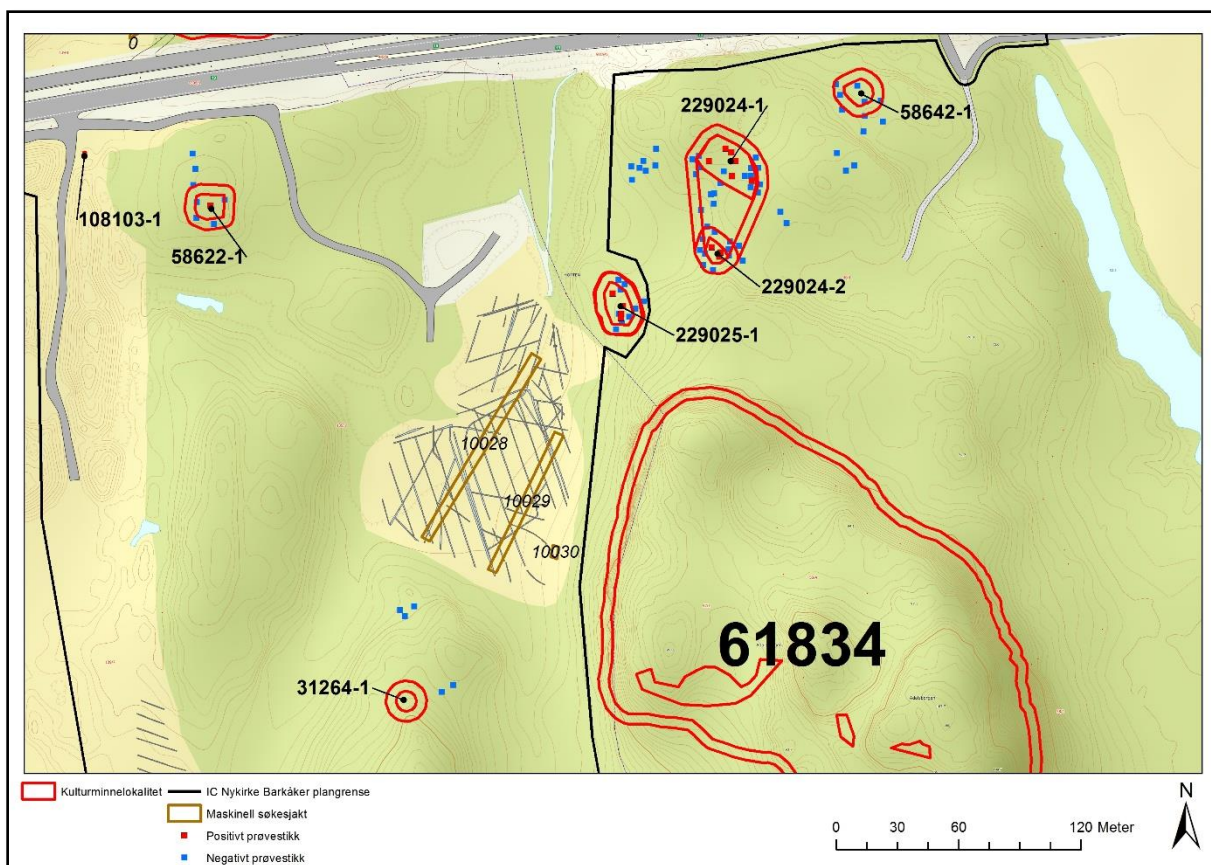 0
229024-1
58642-1
108103-1
58622-1
229024-2
229025-1
10028
10029
10030
31264-1
61834
Kulturminnelokalitet
IC Nykirke Barkåker plangrense
Maskinell søkesjakt
Positivt prøvestikk
Negativt prøvestikk
0 30 60 120 Meter
N